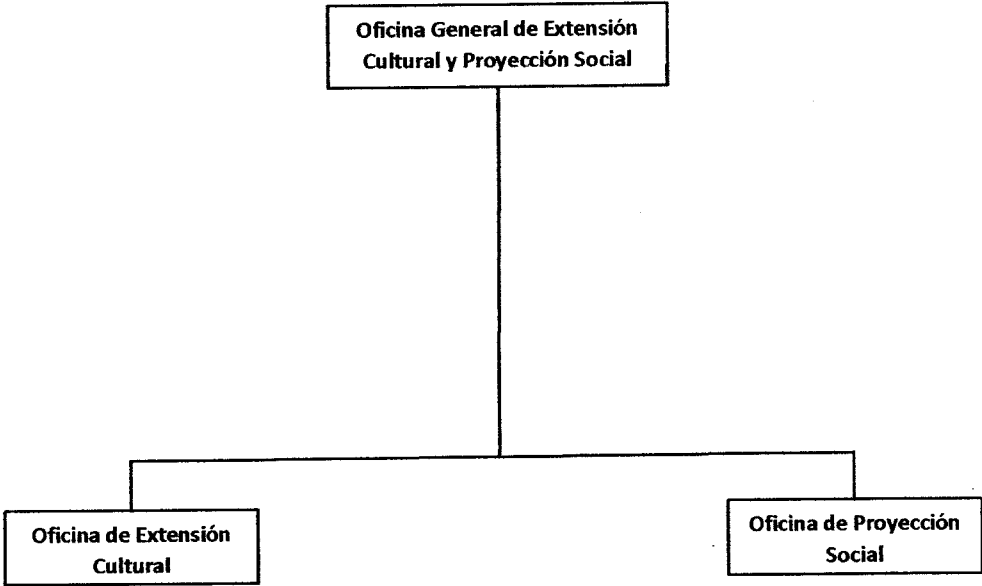 Oficina General de Extensión
Cultural y Proyección Social
Oficina de Extensión
Cultural
Oficina de Proyección
Social